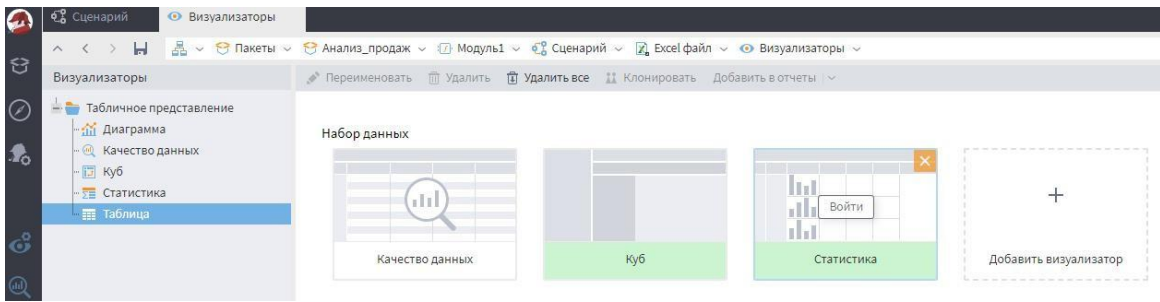 Сценарий
Визуализаторы
Пакеты
Анализ_продаж
Модуль1
Сценарий
Excel файл
Визуализаторы
Визуализаторы
Переименовать
Удалить
Удалить все
Клонировать
Добавить в отчеты
Табличное представление
Диаграмма
Качество данных
Куб
Статистика
Таблица
Набор данных
Войти
Качество данных
Куб
Статистика
Добавить визуализатор